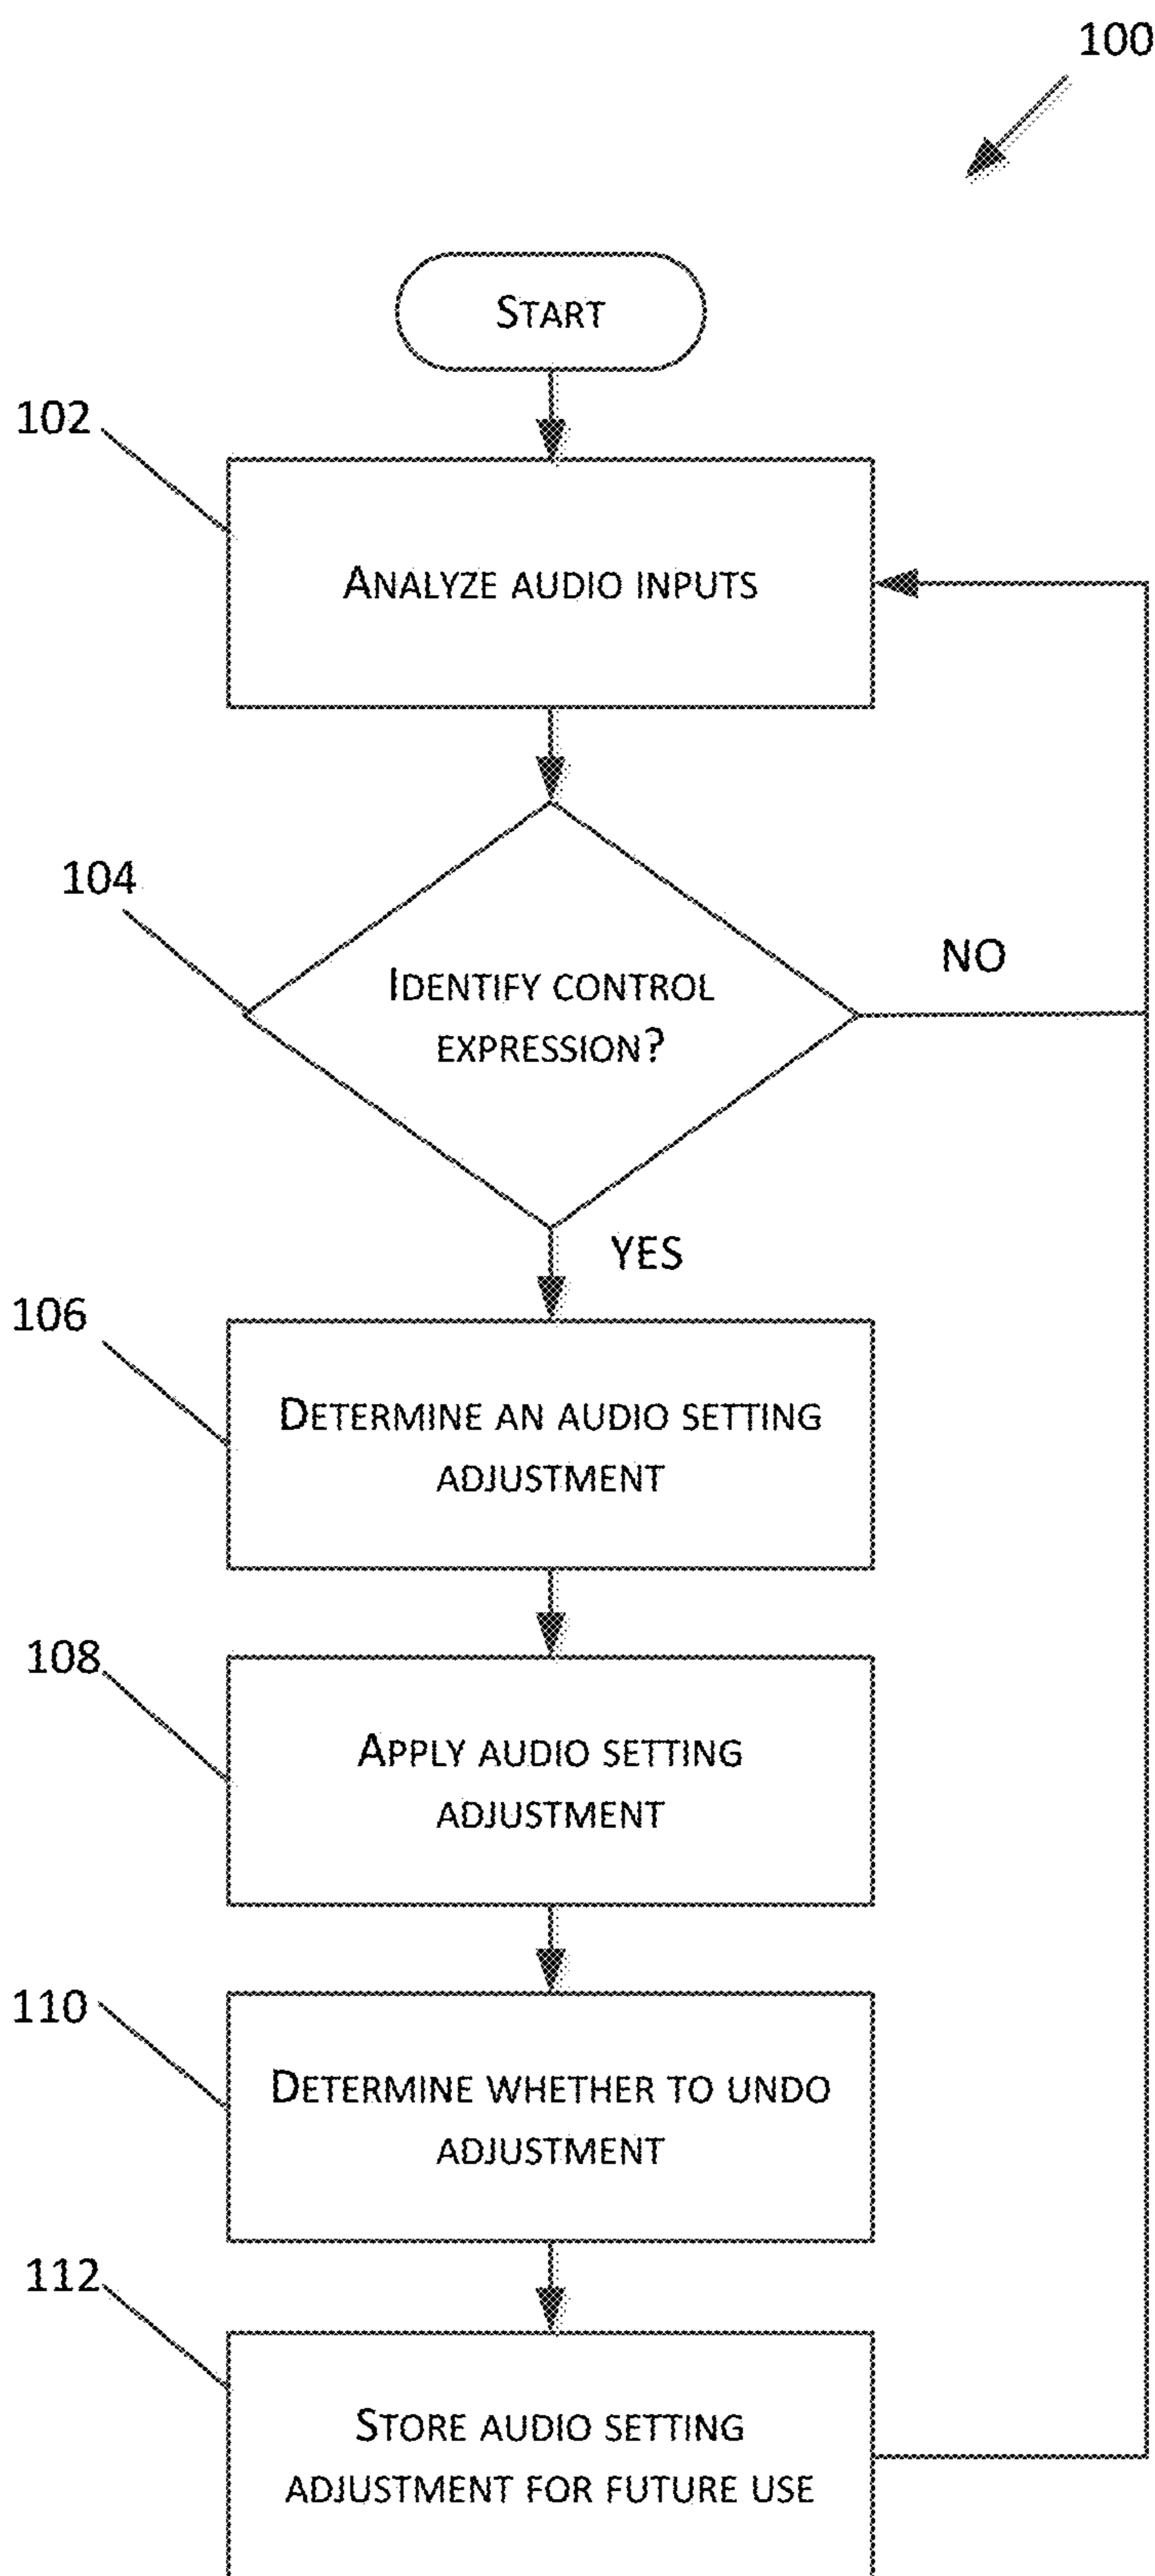 100
START
102
ANALYZE AUDIO INPUTS
104
IDENTIFY CONTROL
EXPRESSION?
NO
YES
106
DETERMINE AN AUDIO SETTING
ADJUSTMENT
108
APPLY AUDIO SETTING
ADJUSTMENT
110
DETERMINE WHETHER TO UNDO
ADJUSTMENT
112
STORE AUDIO SETTING
ADJUSTMENT FOR FUTURE USE